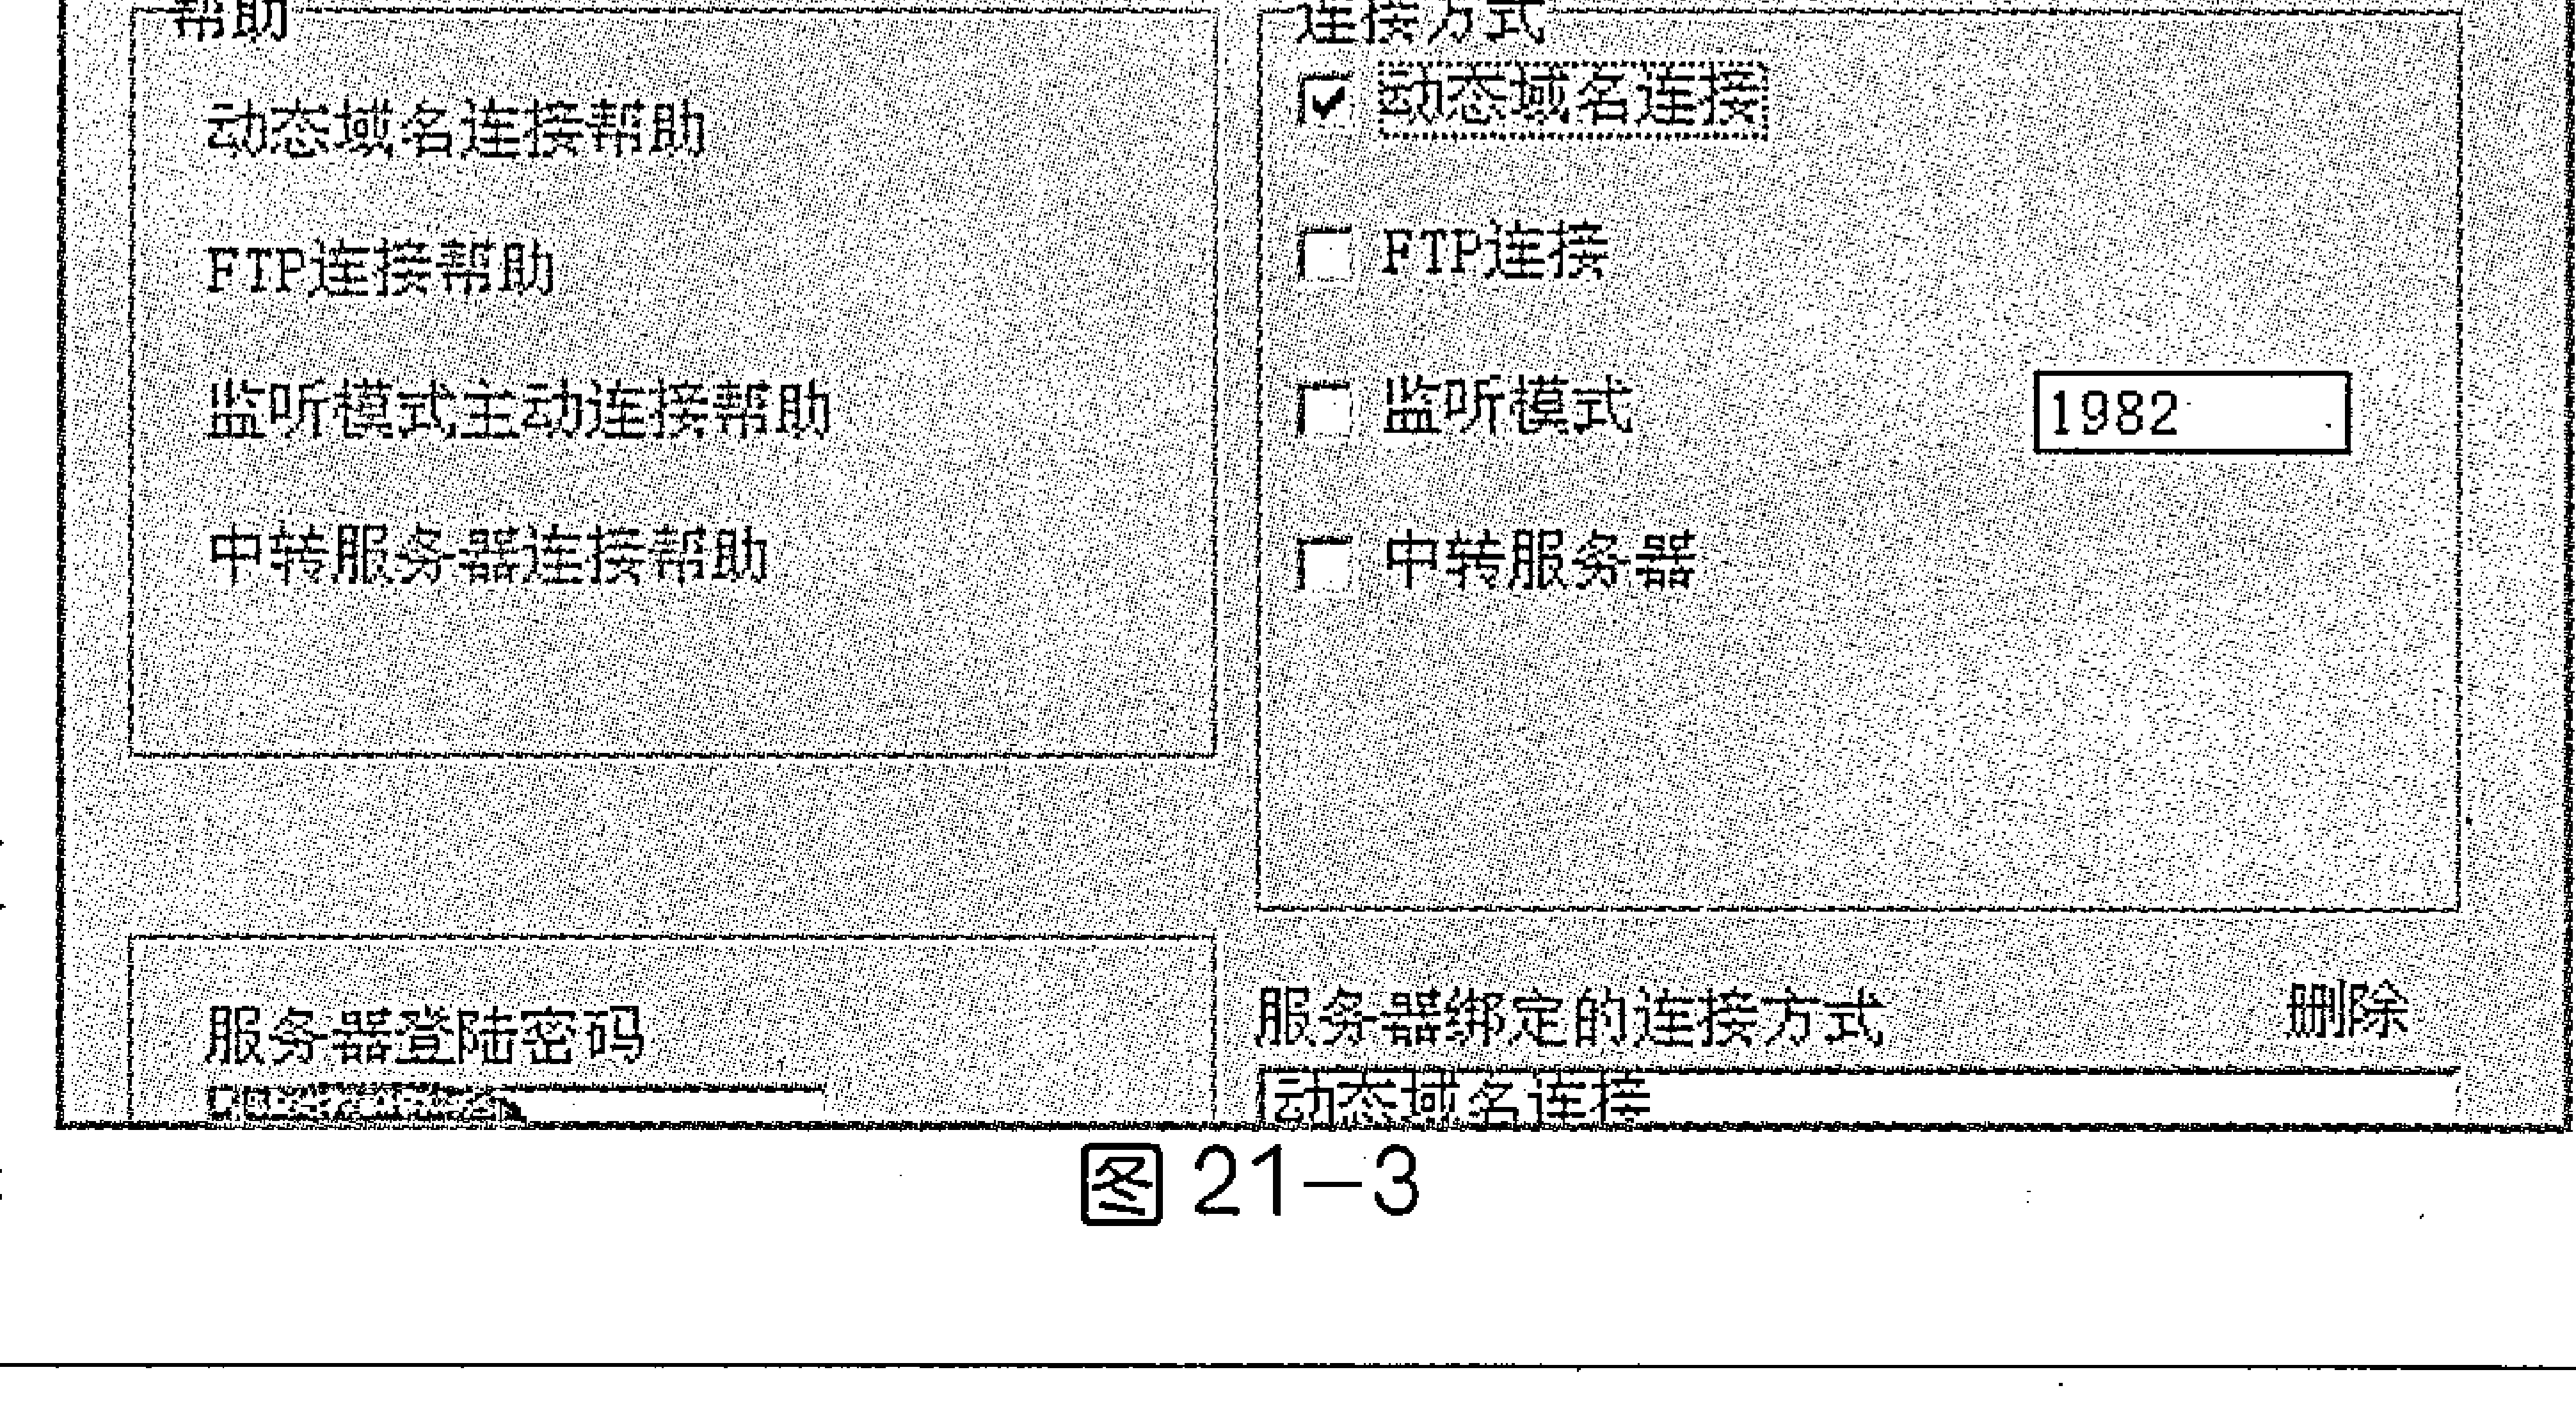 帮助
动态域名连接帮助
FTP连接帮助
监听模式主动连接帮助
中转服务器连接帮助
连接方式
动态域名连接
FTP连接
监听模式 1982
中转服务器
服务器登陆密码
服务器绑定的连接方式 删除
动态域名连接
图 21-3